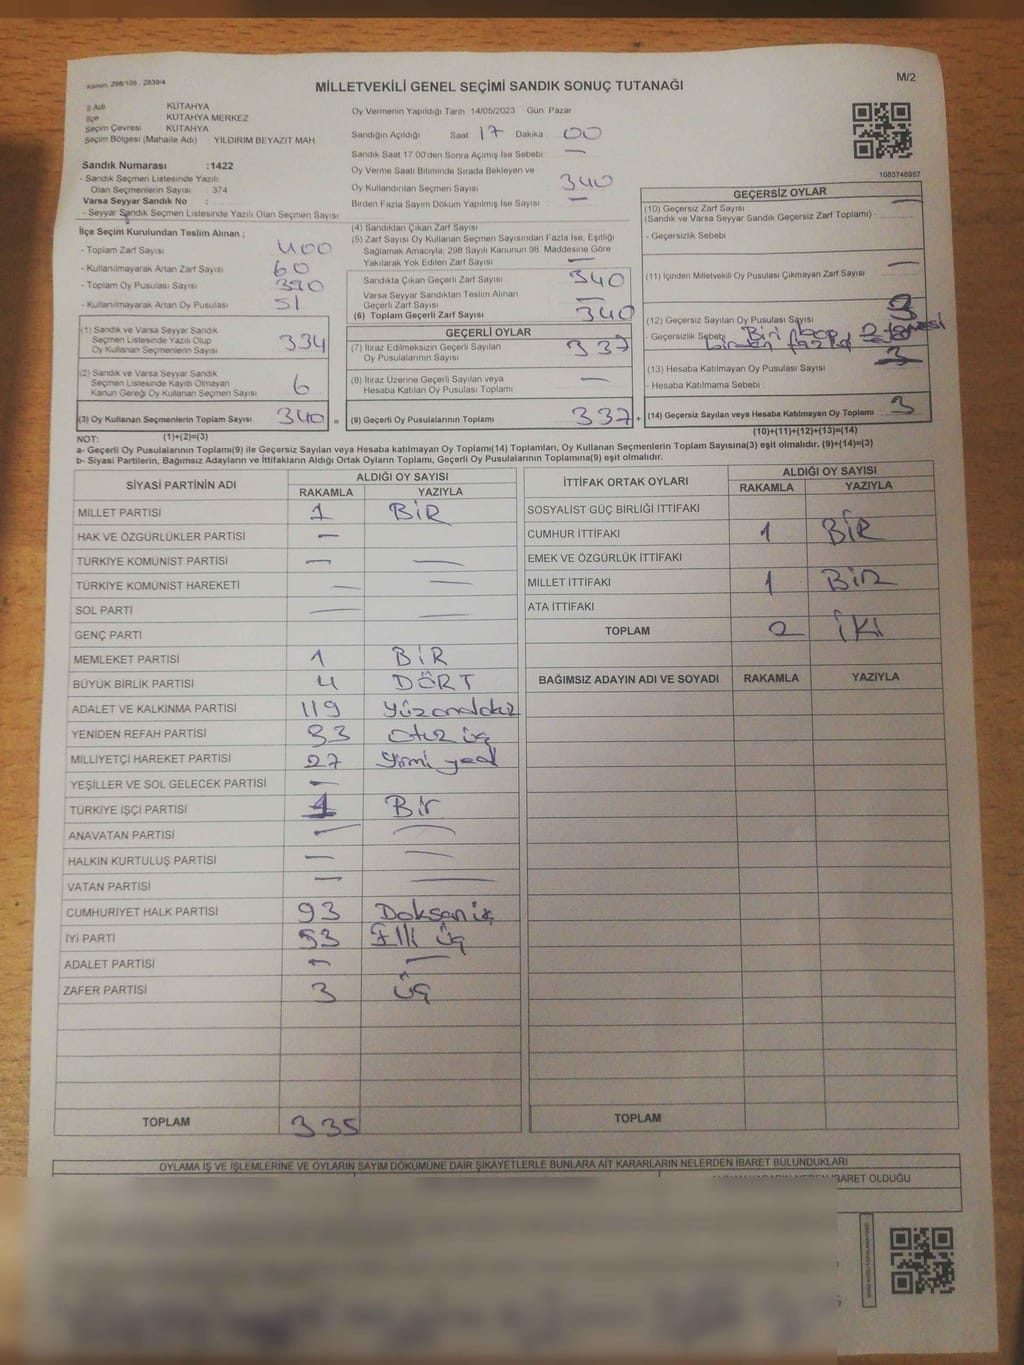 Kanun: 298/105 , 2839/4
MİLLETVEKİLİ GENEL SEÇİMİ SANDIK SONUÇ TUTANAĞI
M/2
İl Adı KÜTAHYA
İlçe KÜTAHYA MERKEZ
Seçim Çevresi KÜTAHYA
Seçim Bölgesi (Mahalle Adı) : YILDIRIM BEYAZIT MAH.
Oy Vermenin Yapıldığı Tarih 14/05/2023 Gün: Pazar
Sandığın Açıldığı Saat 17 Dakika 00
Sandık Saat 17.00'den Sonra Açılmış İse Sebebi : —
Oy Verme Saati Bitiminde Sırada Bekleyen ve
Oy Kullandırılan Seçmen Sayısı 340
Birden Fazla Sayım Döküm Yapılmış İse Sayısı : —
1083748957
Sandık Numarası : 1422
- Sandık Seçmen Listesinde Yazılı
Olan Seçmenlerin Sayısı : 374
Varsa Seyyar Sandık No :
- Seyyar Sandık Seçmen Listesinde Yazılı Olan Seçmen Sayısı :
İlçe Seçim Kurulundan Teslim Alınan ;
- Toplam Zarf Sayısı 400
- Kullanılmayarak Artan Zarf Sayısı 60
- Toplam Oy Pusulası Sayısı 390
- Kullanılmayarak Artan Oy Pusulası 51
(1) Sandık ve Varsa Seyyar Sandık
Seçmen Listesinde Yazılı Olup
Oy Kullanan Seçmenlerin Sayısı 334
(2) Sandık ve Varsa Seyyar Sandık
Seçmen Listesinde Kayıtlı Olmayan
Kanun Gereği Oy Kullanan Seçmen Sayısı 6
(3) Oy Kullanan Seçmenlerin Toplam Sayısı 340 =
(1)+(2)=(3)
(4) Sandıktan Çıkan Zarf Sayısı
(5) Zarf Sayısı Oy Kullanan Seçmen Sayısından Fazla İse, Eşitliği
Sağlamak Amacıyla; 298 Sayılı Kanunun 98. Maddesine Göre
Yakılarak Yok Edilen Zarf Sayısı —
Sandıkta Çıkan Geçerli Zarf Sayısı 340
Varsa Seyyar Sandıktan Teslim Alınan
Geçerli Zarf Sayısı —
(6) Toplam Geçerli Zarf Sayısı 340
GEÇERLİ OYLAR
(7) İtiraz Edilmeksizin Geçerli Sayılan
Oy Pusulalarının Sayısı 337
(8) İtiraz Üzerine Geçerli Sayılan veya
Hesaba Katılan Oy Pusulası Toplamı —
(9) Geçerli Oy Pusulalarının Toplamı 337 +
GEÇERSİZ OYLAR
(10) Geçersiz Zarf Sayısı —
(Sandık ve Varsa Seyyar Sandık Geçersiz Zarf Toplamı) :
- Geçersizlik Sebebi :
(11) İçinden Milletvekili Oy Pusulası Çıkmayan Zarf Sayısı —
(12) Geçersiz Sayılan Oy Pusulası Sayısı 3
- Geçersizlik Sebebi : Biri 2 tanesi
birden fazla
(13) Hesaba Katılmayan Oy Pusulası Sayısı
- Hesaba Katılmama Sebebi :
(14) Geçersiz Sayılan veya Hesaba Katılmayan Oy Toplamı : 3
(10)+(11)+(12)+(13)=(14)
NOT:
a- Geçerli Oy Pusulalarının Toplamı(9) ile Geçersiz Sayılan veya Hesaba katılmayan Oy Toplamı(14) Toplamları, Oy Kullanan Seçmenlerin Toplam Sayısına(3) eşit olmalıdır. (9)+(14)=(3)
b- Siyasi Partilerin, Bağımsız Adayların ve İttifakların Aldığı Ortak Oyların Toplamı, Geçerli Oy Pusulalarının Toplamına(9) eşit olmalıdır.
SİYASİ PARTİNİN ADI ALDIĞI OY SAYISI
RAKAMLA YAZIYLA
MİLLET PARTİSİ 1 BİR
HAK VE ÖZGÜRLÜKLER PARTİSİ —
TÜRKİYE KOMÜNİST PARTİSİ — —
TÜRKİYE KOMÜNİST HAREKETİ — —
SOL PARTİ — —
GENÇ PARTİ
MEMLEKET PARTİSİ 1 BİR
BÜYÜK BİRLİK PARTİSİ 4 DÖRT
ADALET VE KALKINMA PARTİSİ 119 Yüzondokuz
YENİDEN REFAH PARTİSİ 33 Otuz üç
MİLLİYETÇİ HAREKET PARTİSİ 27 Yirmi yedi
YEŞİLLER VE SOL GELECEK PARTİSİ —
TÜRKİYE İŞÇİ PARTİSİ 1 Bir
ANAVATAN PARTİSİ — —
HALKIN KURTULUŞ PARTİSİ — —
VATAN PARTİSİ — —
CUMHURİYET HALK PARTİSİ 93 Doksan üç
İYİ PARTİ 53 Elli üç
ADALET PARTİSİ — —
ZAFER PARTİSİ 3 üç
TOPLAM 335
İTTİFAK ORTAK OYLARI ALDIĞI OY SAYISI
RAKAMLA YAZIYLA
SOSYALİST GÜÇ BİRLİĞİ İTTİFAKI
CUMHUR İTTİFAKI 1 BİR
EMEK VE ÖZGÜRLÜK İTTİFAKI
MİLLET İTTİFAKI 1 BİR
ATA İTTİFAKI
TOPLAM 2 İKİ
BAĞIMSIZ ADAYIN ADI VE SOYADI RAKAMLA YAZIYLA
TOPLAM
OYLAMA İŞ VE İŞLEMLERİNE VE OYLARIN SAYIM DÖKÜMÜNE DAİR ŞİKAYETLERLE BUNLARA AİT KARARLARIN NELERDEN İBARET BULUNDUKLARI
İBARET OLDUĞU